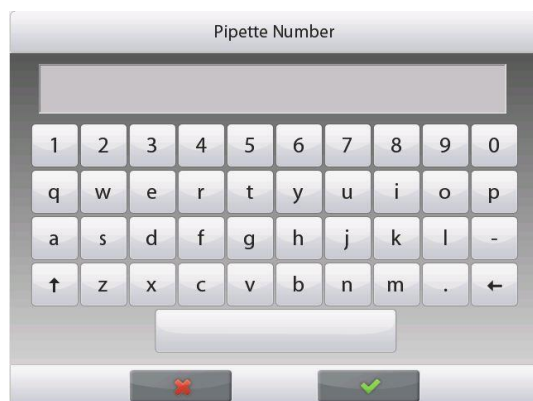 Pipette Number
1 2 3 4 5 6 7 8 9 0
q w e r t y u i o p
a s d f g h j k l -
↑ z x c v b n m . ←